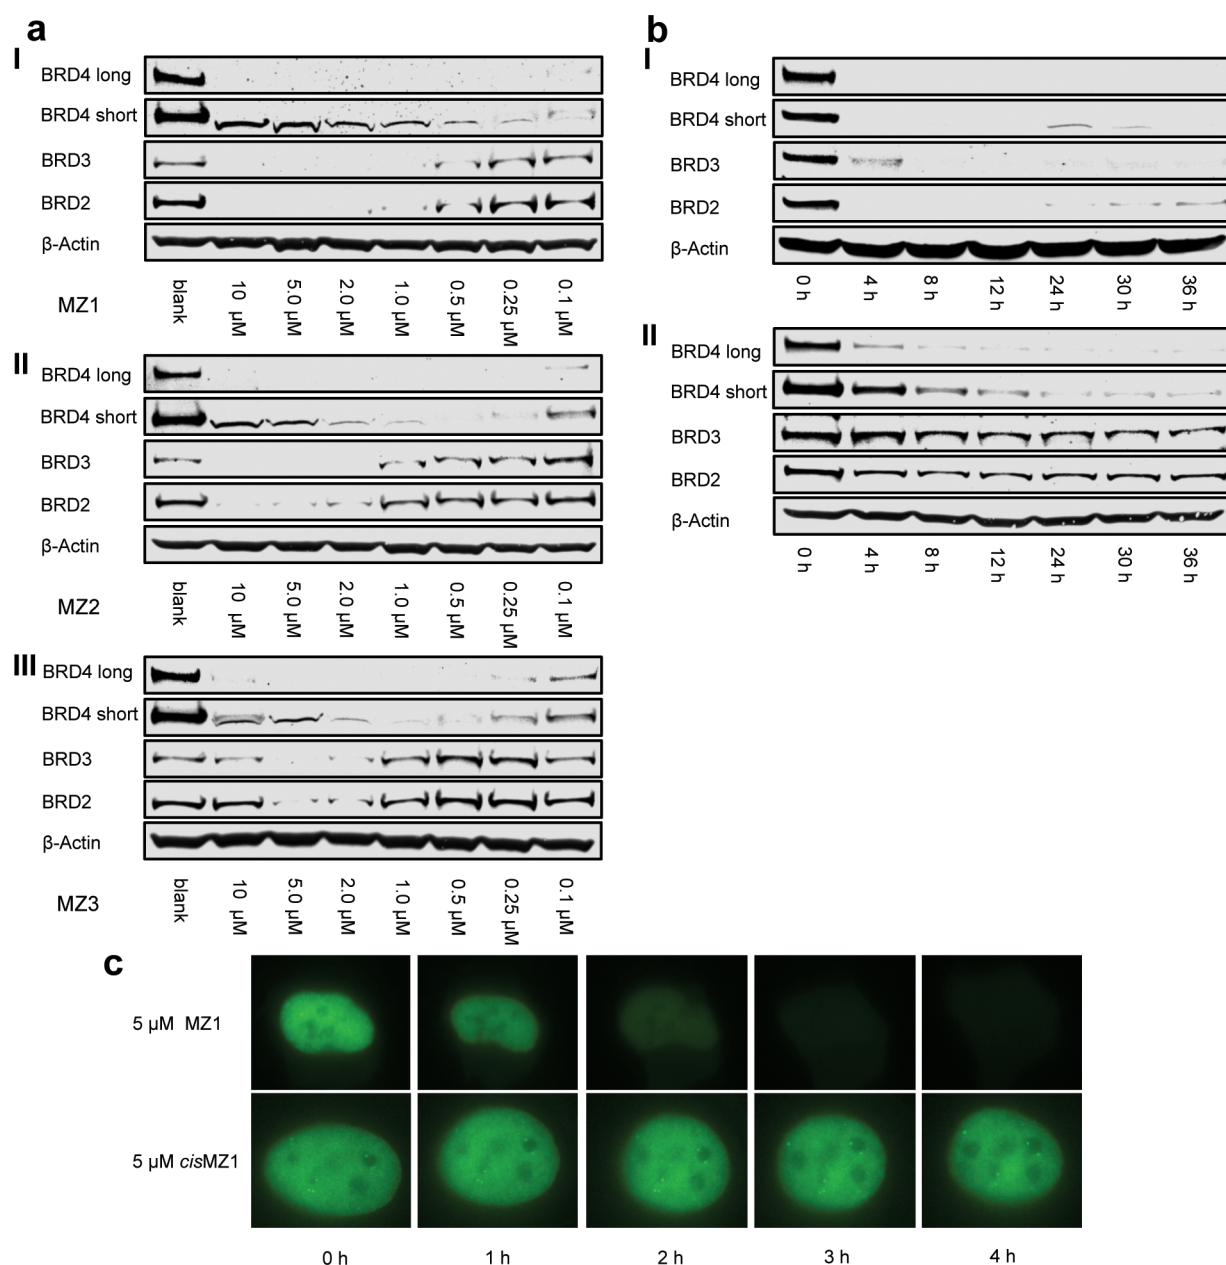 a
I
BRD4 long
BRD4 short
BRD3
BRD2
β-Actin
MZ1
blank
10 µM
5.0 µM
2.0 µM
1.0 µM
0.5 µM
0.25 µM
0.1 µM
II
BRD4 long
BRD4 short
BRD3
BRD2
β-Actin
MZ2
blank
10 µM
5.0 µM
2.0 µM
1.0 µM
0.5 µM
0.25 µM
0.1 µM
III
BRD4 long
BRD4 short
BRD3
BRD2
β-Actin
MZ3
blank
10 µM
5.0 µM
2.0 µM
1.0 µM
0.5 µM
0.25 µM
0.1 µM
b
I
BRD4 long
BRD4 short
BRD3
BRD2
β-Actin
0 h
4 h
8 h
12 h
24 h
30 h
36 h
II
BRD4 long
BRD4 short
BRD3
BRD2
β-Actin
0 h
4 h
8 h
12 h
24 h
30 h
36 h
c
5 µM MZ1
5 µM cisMZ1
0 h
1 h
2 h
3 h
4 h